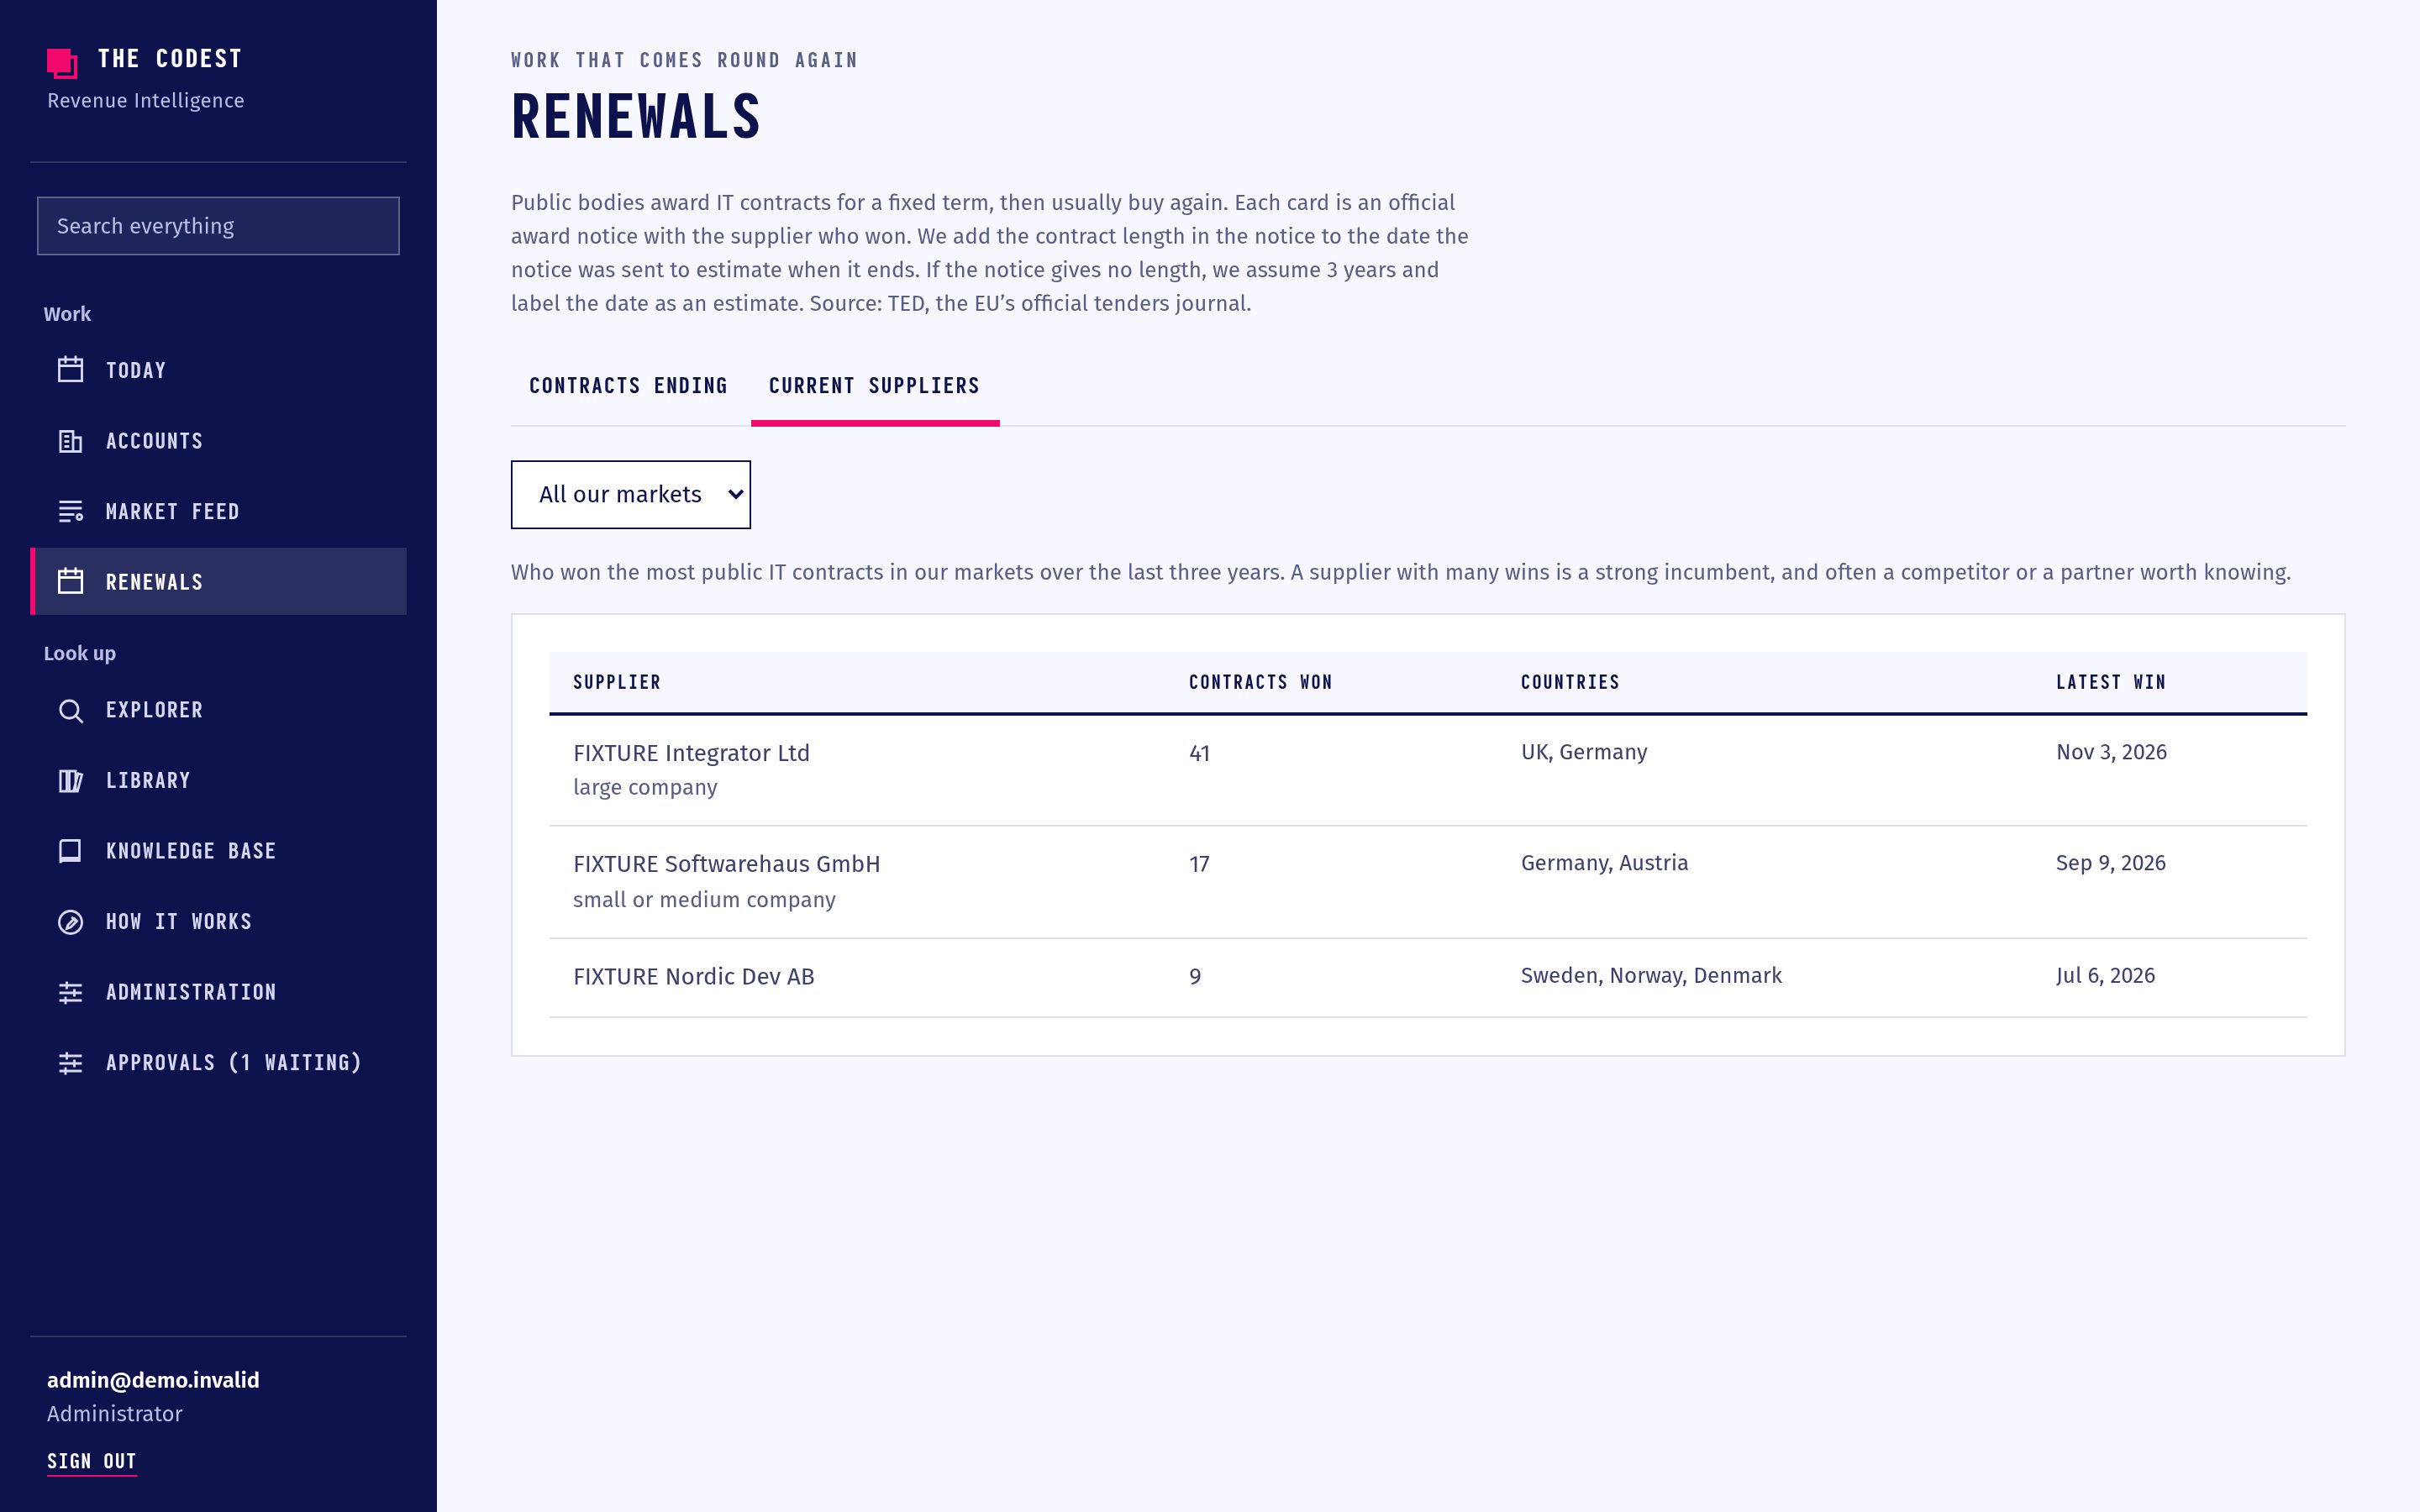 THE CODEST
Revenue Intelligence
Search everything
Work
TODAY
ACCOUNTS
MARKET FEED
RENEWALS
Look up
EXPLORER
LIBRARY
KNOWLEDGE BASE
HOW IT WORKS
ADMINISTRATION
APPROVALS (1 WAITING)
admin@demo.invalid
Administrator
SIGN OUT
WORK THAT COMES ROUND AGAIN
RENEWALS
Public bodies award IT contracts for a fixed term, then usually buy again. Each card is an official
award notice with the supplier who won. We add the contract length in the notice to the date the
notice was sent to estimate when it ends. If the notice gives no length, we assume 3 years and
label the date as an estimate. Source: TED, the EU’s official tenders journal.
CONTRACTS ENDING CURRENT SUPPLIERS
All our markets
Who won the most public IT contracts in our markets over the last three years. A supplier with many wins is a strong incumbent, and often a competitor or a partner worth knowing.
SUPPLIER CONTRACTS WON COUNTRIES LATEST WIN
FIXTURE Integrator Ltd 41 UK, Germany Nov 3, 2026
large company
FIXTURE Softwarehaus GmbH 17 Germany, Austria Sep 9, 2026
small or medium company
FIXTURE Nordic Dev AB 9 Sweden, Norway, Denmark Jul 6, 2026